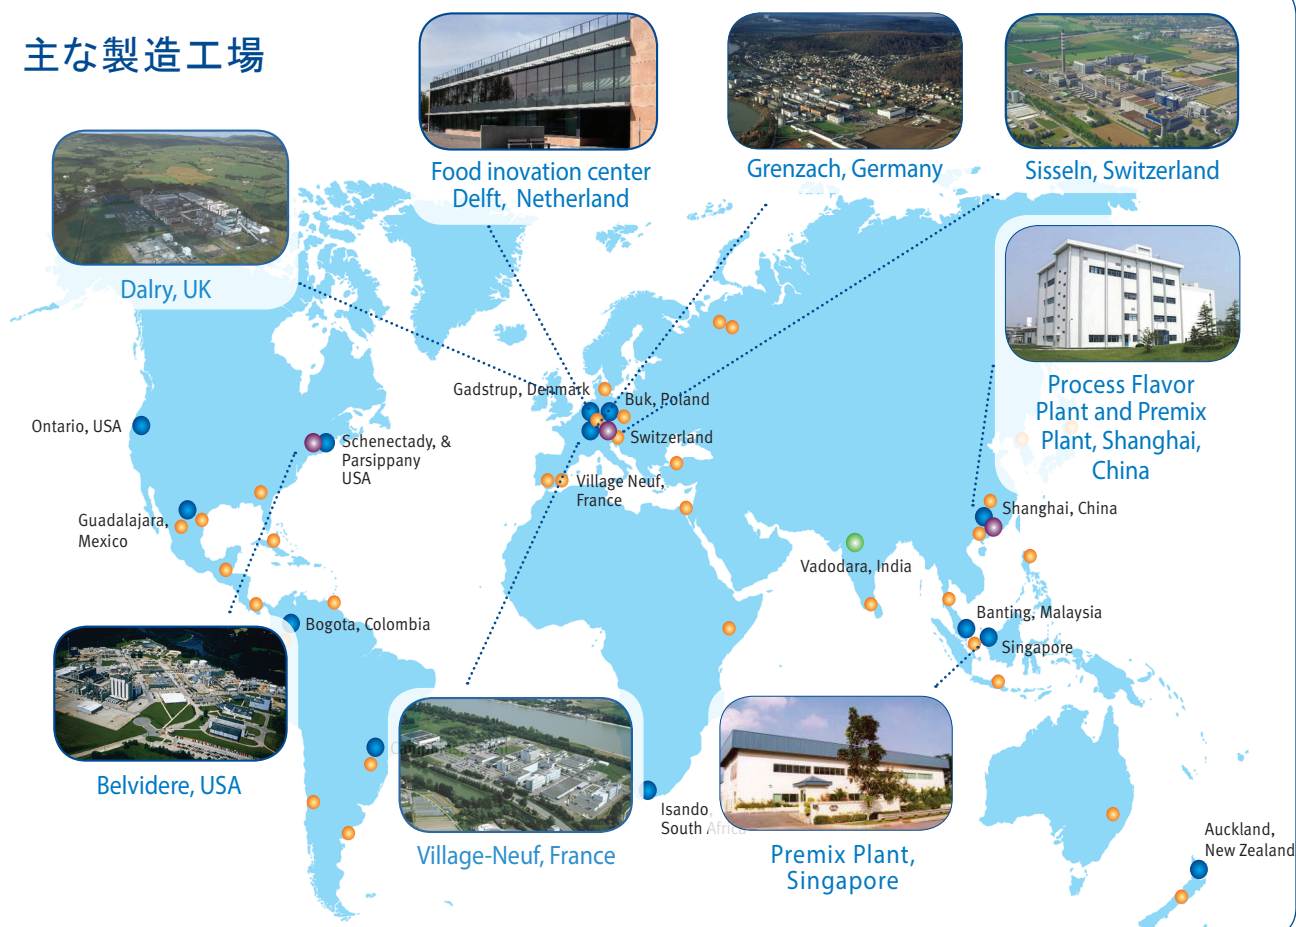 主な製造工場
Food inovation center
Delft, Netherland
Grenzach, Germany
Sisseln, Switzerland
Dalry, UK
Process Flavor
Plant and Premix
Plant, Shanghai,
China
Gadstrup, Denmark
Buk, Poland
Ontario, USA
Schenectady, &
Parsippany
USA
Switzerland
Village Neuf,
France
Guadalajara,
Mexico
Shanghai, China
Vadodara, India
Banting, Malaysia
Bogota, Colombia
Singapore
Belvidere, USA
Isando,
South Africa
Village-Neuf, France
Premix Plant,
Singapore
Auckland,
New Zealand